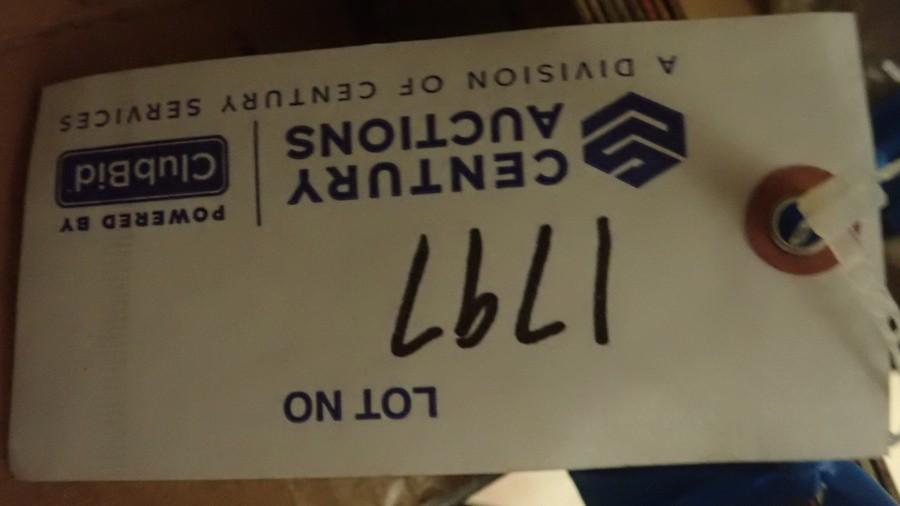 LOT NO
1797
POWERED BY
CENTURY
AUCTIONS
ClubBid
A DIVISION OF CENTURY SERVICES